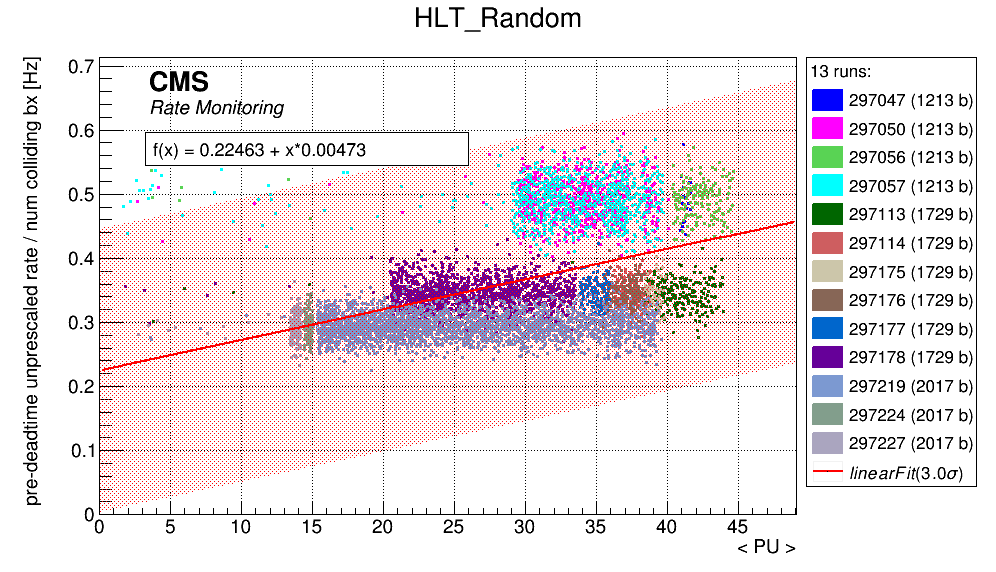 HLT_Random
pre-deadtime unprescaled rate / num colliding bx [Hz]
0.7
0.6
0.5
0.4
0.3
0.2
0.1
0
CMS
Rate Monitoring
f(x) = 0.22463 + x*0.00473
0 5 10 15 20 25 30 35 40 45
< PU >
13 runs:
297047 (1213 b)
297050 (1213 b)
297056 (1213 b)
297057 (1213 b)
297113 (1729 b)
297114 (1729 b)
297175 (1729 b)
297176 (1729 b)
297177 (1729 b)
297178 (1729 b)
297219 (2017 b)
297224 (2017 b)
297227 (2017 b)
linearFit(3.0σ)